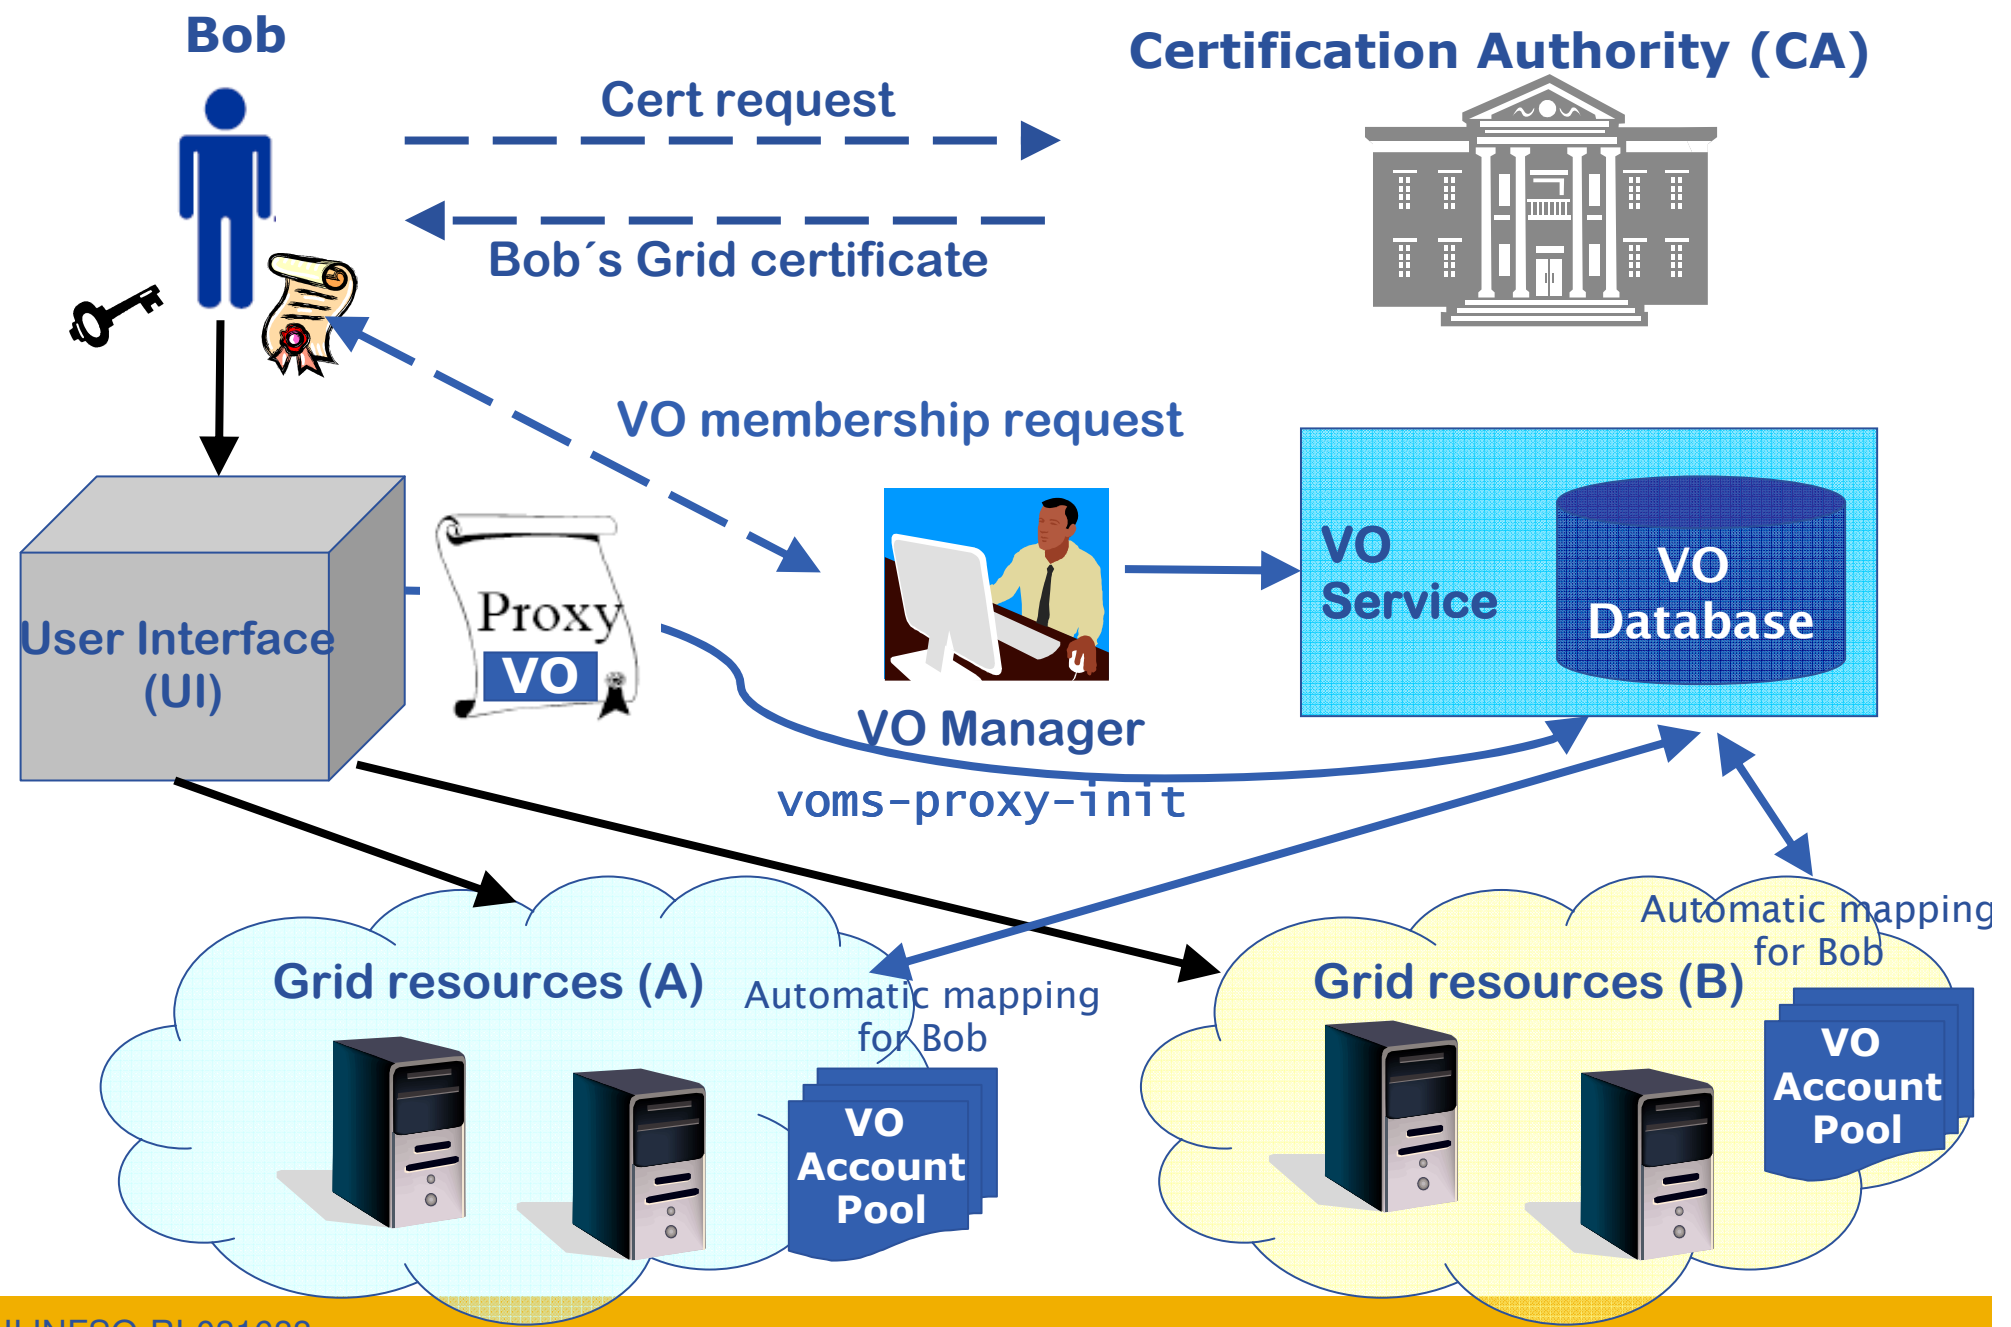 Bob
Certification Authority (CA)
Cert request
Bob´s Grid certificate
VO membership request
VO
Service
VO
Database
User Interface
(UI)
Proxy
VO
VO Manager
voms-proxy-init
Automatic mapping
for Bob
Grid resources (A)
Automatic mapping
for Bob
Grid resources (B)
VO
Account
Pool
VO
Account
Pool